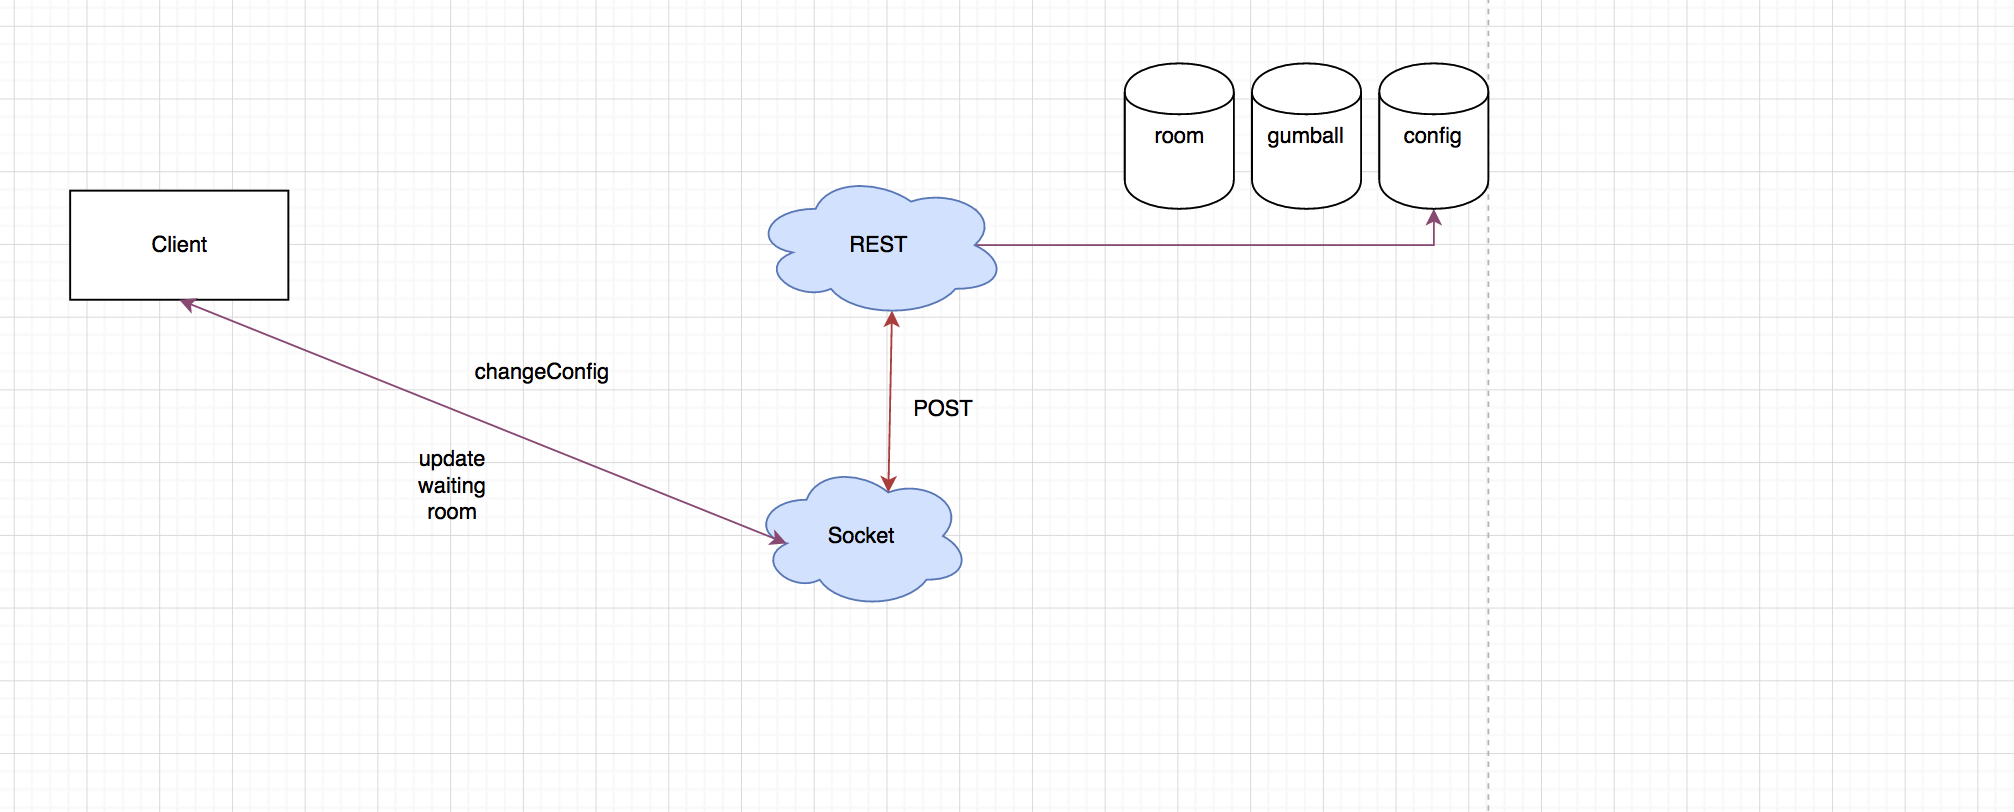 room
gumball
config
Client
REST
changeConfig
POST
update
waiting
room
Socket